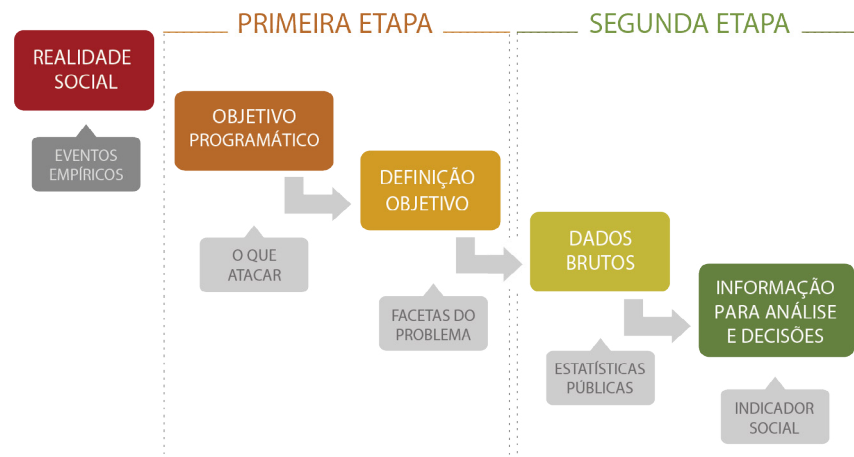 PRIMEIRA ETAPA
SEGUNDA ETAPA
REALIDADE
SOCIAL
EVENTOS
EMPÍRICOS
OBJETIVO
PROGRAMÁTICO
O QUE
ATACAR
DEFINIÇÃO
OBJETIVO
FACETAS DO
PROBLEMA
DADOS
BRUTOS
ESTATÍSTICAS
PÚBLICAS
INFORMAÇÃO
PARA ANÁLISE
E DECISÕES
INDICADOR
SOCIAL